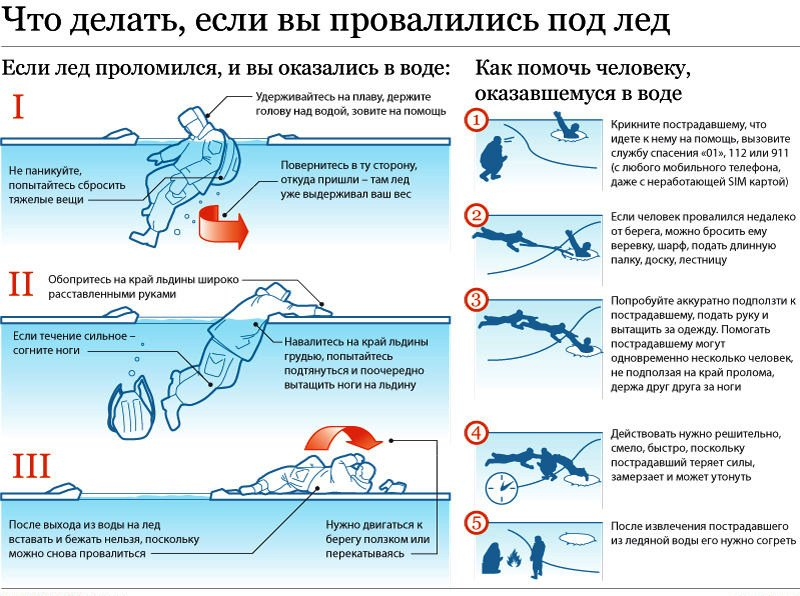 Что делать, если вы провалились под лед
Если лед проломился, и вы оказались в воде:
I
Удерживайтесь на плаву, держите
голову над водой, зовите на помощь
Не паникуйте,
попытайтесь сбросить
тяжелые вещи
Повернитесь в ту сторону,
откуда пришли – там лед
уже выдерживал ваш вес
II
Обопритесь на край льдины широко
расставленными руками
Если течение сильное –
согните ноги
Навалитесь на край льдины
грудью, попытайтесь
подтянуться и поочередно
вытащить ноги на льдину
III
После выхода из воды на лед
вставать и бежать нельзя, поскольку
можно снова провалиться
Нужно двигаться к
берегу ползком или
перекатываясь
Как помочь человеку,
оказавшемуся в воде
1
Крикните пострадавшему, что
идете к нему на помощь, вызовите
службу спасения «01», 112 или 911
(с любого мобильного телефона,
даже с неработающей SIM картой)
2
Если человек провалился недалеко
от берега, можно бросить ему
веревку, шарф, подать длинную
палку, доску, лестницу
3
Попробуйте аккуратно подползти к
пострадавшему, подать руку и
вытащить за одежду. Помогать
пострадавшему могут
одновременно несколько человек,
не подползая на край пролома,
держа друг друга за ноги
4
Действовать нужно решительно,
смело, быстро, поскольку
пострадавший теряет силы,
замерзает и может утонуть
5
После извлечения пострадавшего
из ледяной воды его нужно согреть